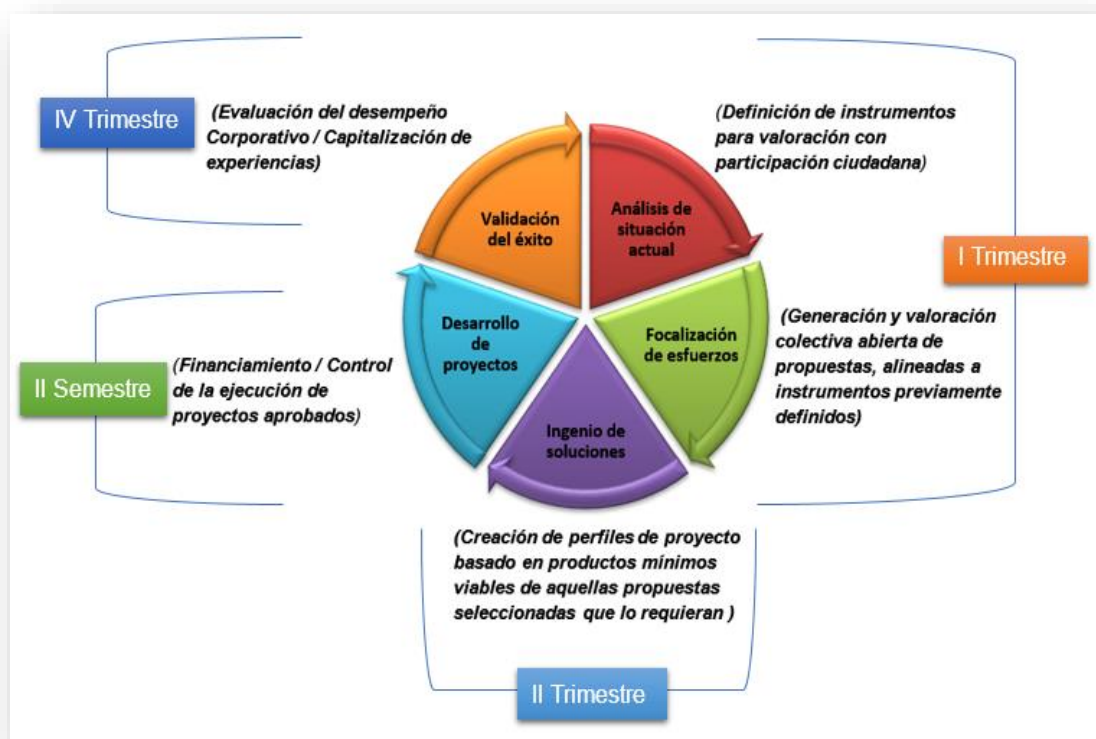 IV Trimestre
(Evaluación del desempeño
Corporativo / Capitalización de
experiencias)
(Definición de instrumentos
para valoración con
participación ciudadana)
Validación
del éxito
Análisis de
situación
actual
I Trimestre
Desarrollo
de
proyectos
Focalización
de esfuerzos
(Generación y valoración
colectiva abierta de
propuestas, alineadas a
instrumentos previamente
definidos)
II Semestre
(Financiamiento / Control
de la ejecución de
proyectos aprobados)
Ingenio de
soluciones
(Creación de perfiles de proyecto
basado en productos mínimos
viables de aquellas propuestas
seleccionadas que lo requieran )
II Trimestre